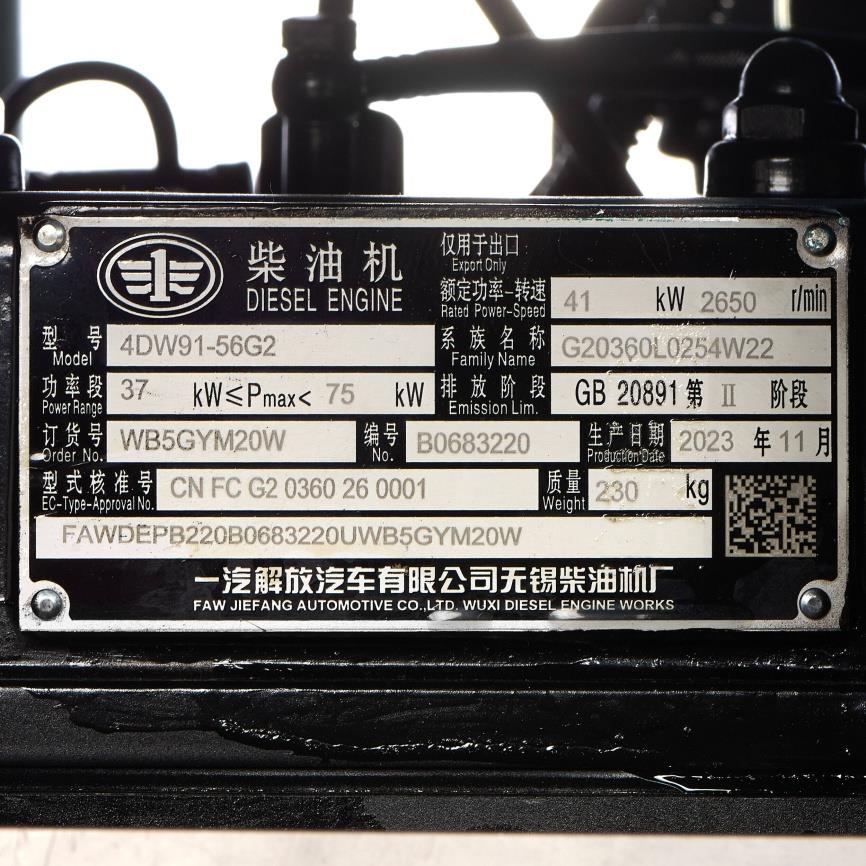 柴油机
DIESEL ENGINE
仅用于出口
Export Only
额定功率-转速 41 kW 2650 r/min
Rated Power-Speed
型号 4DW91-56G2
Model
系族名称 G20360L0254W22
Family Name
功率段 37 kW≤Pmax< 75 kW
Power Range
排放阶段 GB 20891 第 II 阶段
Emission Lim.
订货号 WB5GYM20W
Order No.
编号 B0683220
No.
生产日期 2023 年 11 月
Production Date
型式核准号 CN FC G2 0360 26 0001
EC-Type-Approval No.
质量 230 kg
Weight
FAWDEPB220B0683220UWB5GYM20W
一汽解放汽车有限公司无锡柴油机厂
FAW JIEFANG AUTOMOTIVE CO.,LTD. WUXI DIESEL ENGINE WORKS